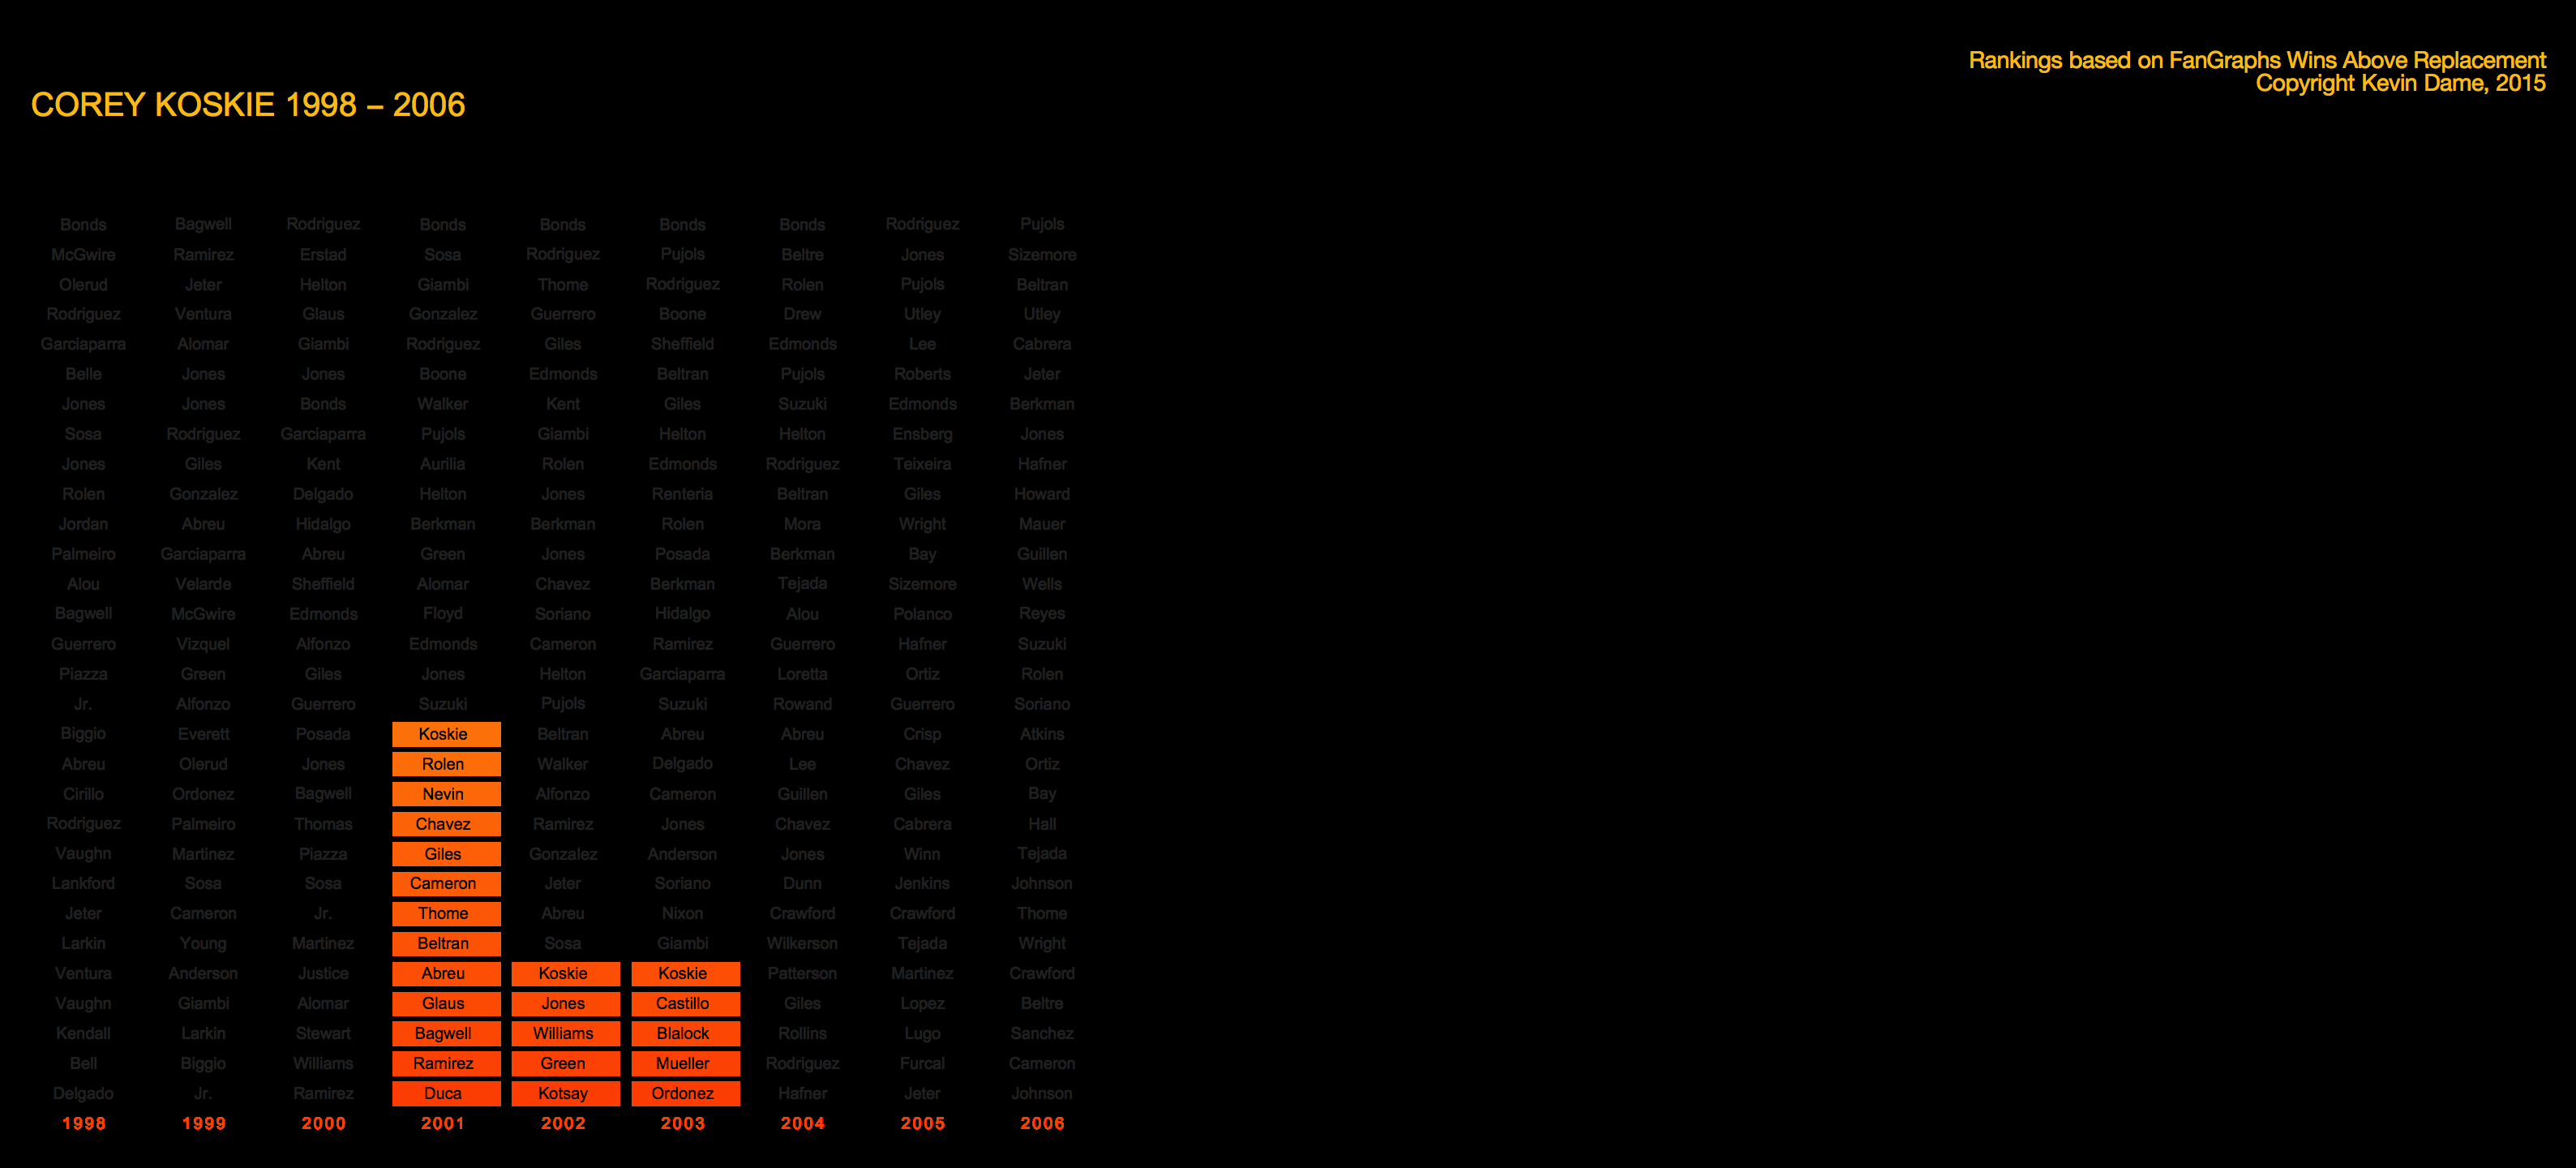 Rankings based on FanGraphs Wins Above Replacement
Copyright Kevin Dame, 2015
COREY KOSKIE 1998 – 2006
Bonds Bagwell Rodriguez Bonds Bonds Bonds Bonds Rodriguez Pujols
McGwire Ramirez Erstad Sosa Rodriguez Pujols Beltre Jones Sizemore
Olerud Jeter Helton Giambi Thome Rodriguez Rolen Pujols Beltran
Rodriguez Ventura Glaus Gonzalez Guerrero Boone Drew Utley Utley
Garciaparra Alomar Giambi Rodriguez Giles Sheffield Edmonds Lee Cabrera
Belle Jones Jones Boone Edmonds Beltran Pujols Roberts Jeter
Jones Jones Bonds Walker Kent Giles Suzuki Edmonds Berkman
Sosa Rodriguez Garciaparra Pujols Giambi Helton Helton Ensberg Jones
Jones Giles Kent Aurilia Rolen Edmonds Rodriguez Teixeira Hafner
Rolen Gonzalez Delgado Helton Jones Renteria Beltran Giles Howard
Jordan Abreu Hidalgo Berkman Berkman Rolen Mora Wright Mauer
Palmeiro Garciaparra Abreu Green Jones Posada Berkman Bay Guillen
Alou Velarde Sheffield Alomar Chavez Berkman Tejada Sizemore Wells
Bagwell McGwire Edmonds Floyd Soriano Hidalgo Alou Polanco Reyes
Guerrero Vizquel Alfonzo Edmonds Cameron Ramirez Guerrero Hafner Suzuki
Piazza Green Giles Jones Helton Garciaparra Loretta Ortiz Rolen
Jr. Alfonzo Guerrero Suzuki Pujols Suzuki Rowand Guerrero Soriano
Biggio Everett Posada Koskie Beltran Abreu Abreu Crisp Atkins
Abreu Olerud Jones Rolen Walker Delgado Lee Chavez Ortiz
Cirillo Ordonez Bagwell Nevin Alfonzo Cameron Guillen Giles Bay
Rodriguez Palmeiro Thomas Chavez Ramirez Jones Chavez Cabrera Hall
Vaughn Martinez Piazza Giles Gonzalez Anderson Jones Winn Tejada
Lankford Sosa Sosa Cameron Jeter Soriano Dunn Jenkins Johnson
Jeter Cameron Jr. Thome Abreu Nixon Crawford Crawford Thome
Larkin Young Martinez Beltran Sosa Giambi Wilkerson Tejada Wright
Ventura Anderson Justice Abreu Koskie Koskie Patterson Martinez Crawford
Vaughn Giambi Alomar Glaus Jones Castillo Giles Lopez Beltre
Kendall Larkin Stewart Bagwell Williams Blalock Rollins Lugo Sanchez
Bell Biggio Williams Ramirez Green Mueller Rodriguez Furcal Cameron
Delgado Jr. Ramirez Duca Kotsay Ordonez Hafner Jeter Johnson
1998 1999 2000 2001 2002 2003 2004 2005 2006